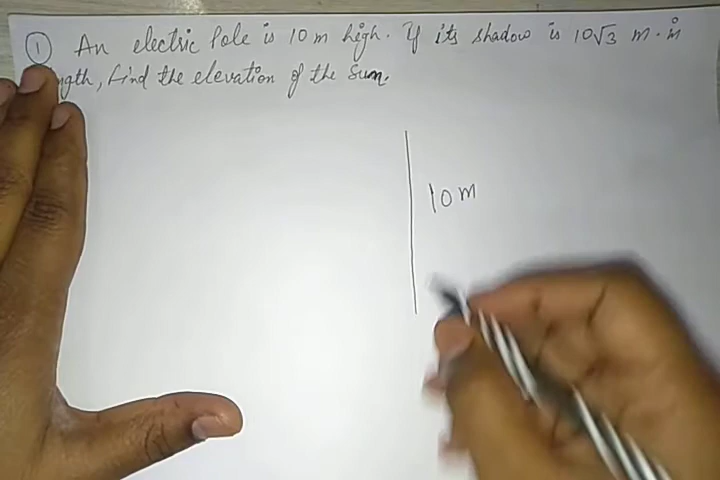 ① An electric Pole is 10 m high. If its shadow is 10√3 m. in
ngth, find the elevation of the Sun.
10 m